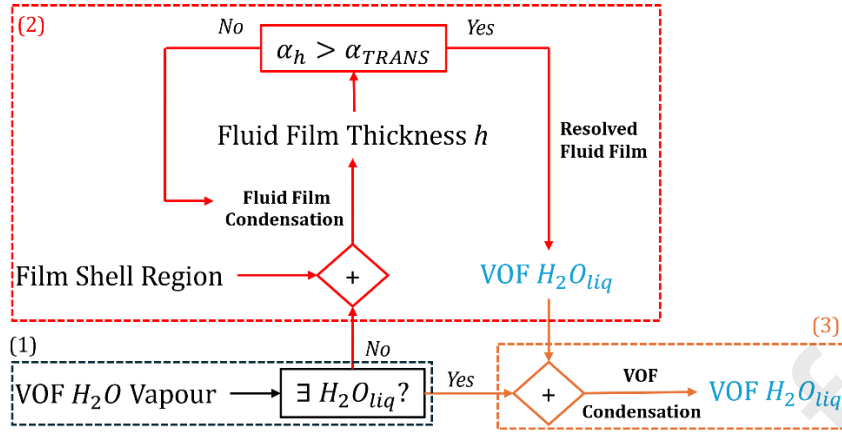 (2)
No
α_h > α_TRANS
Yes
Fluid Film Thickness h
Resolved
Fluid Film
Fluid Film
Condensation
Film Shell Region
+
VOF H₂O_liq
(1)
No
(3)
VOF H₂O Vapour
∃ H₂O_liq?
Yes
+
VOF
Condensation
VOF H₂O_liq